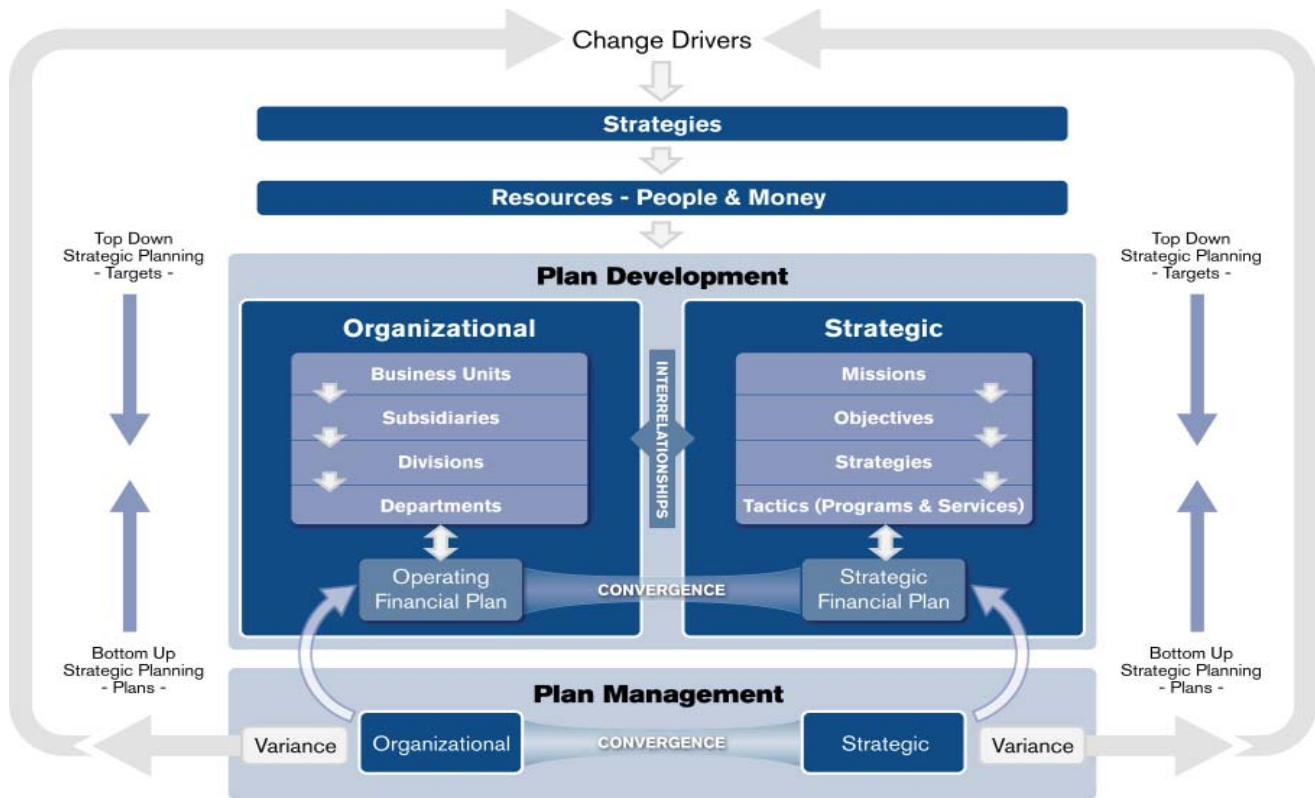 Change Drivers
Strategies
Resources - People & Money
Top Down
Strategic Planning
- Targets -
Bottom Up
Strategic Planning
- Plans -
Plan Development
Organizational
Business Units
Subsidiaries
Divisions
Departments
Operating
Financial Plan
INTERRELATIONSHIPS
CONVERGENCE
Strategic
Missions
Objectives
Strategies
Tactics (Programs & Services)
Strategic
Financial Plan
Top Down
Strategic Planning
- Targets -
Bottom Up
Strategic Planning
- Plans -
Plan Management
Variance
Organizational
CONVERGENCE
Strategic
Variance